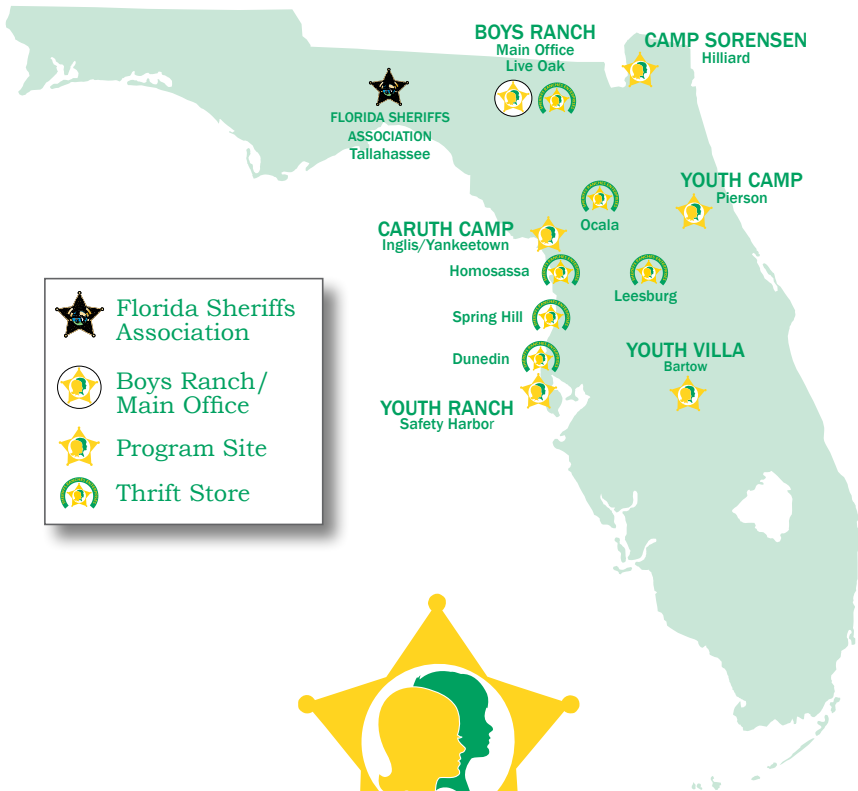 BOYS RANCH
Main Office
Live Oak
CAMP SORENSEN
Hilliard
FLORIDA SHERIFFS
ASSOCIATION
Tallahassee
YOUTH CAMP
Pierson
Ocala
CARUTH CAMP
Inglis/Yankeetown
Homosassa
Leesburg
Spring Hill
Dunedin
YOUTH VILLA
Bartow
YOUTH RANCH
Safety Harbor
Florida Sheriffs
Association
Boys Ranch/
Main Office
Program Site
Thrift Store